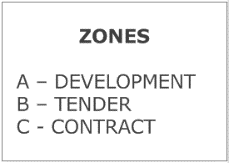 ZONES
A – DEVELOPMENT
B – TENDER
C - CONTRACT